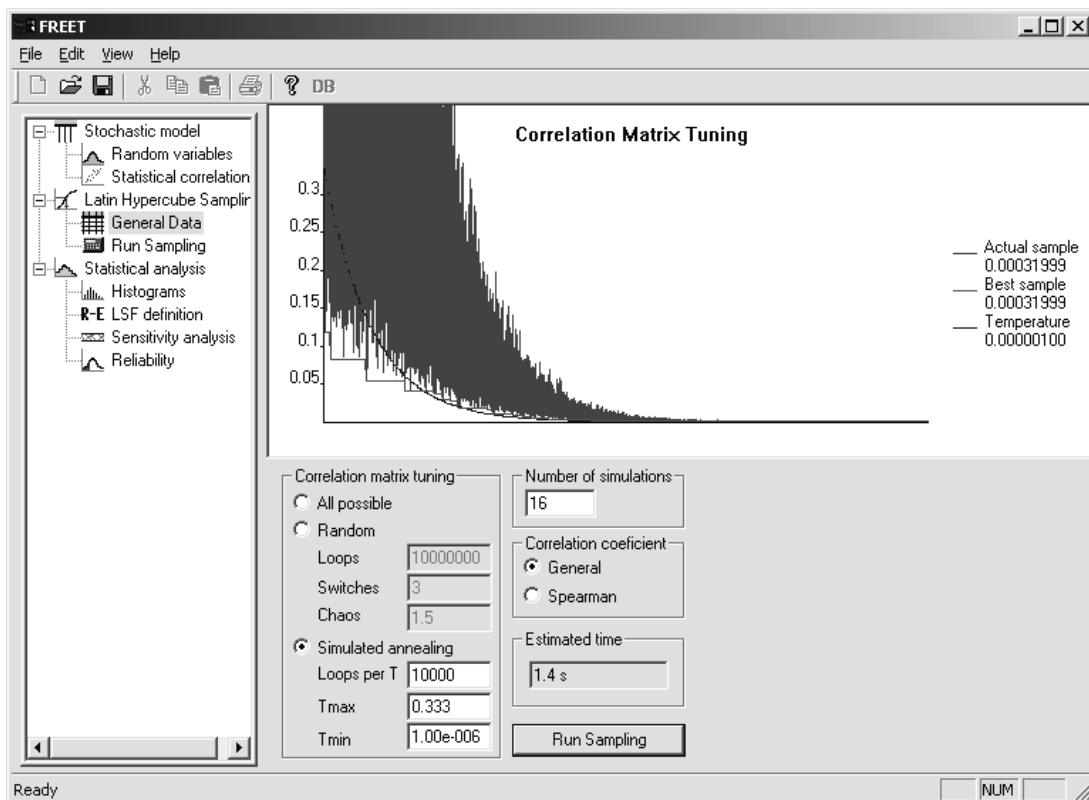 FREET
File Edit View Help
DB
Stochastic model
Random variables
Statistical correlation
Latin Hypercube Samplin
General Data
Run Sampling
Statistical analysis
Histograms
R-E LSF definition
Sensitivity analysis
Reliability
Correlation Matrix Tuning
0.3
0.25
0.2
0.15
0.1
0.05
Actual sample
0.00031999
Best sample
0.00031999
Temperature
0.00000100
Correlation matrix tuning
All possible
Random
Loops 10000000
Switches 3
Chaos 1.5
Simulated annealing
Loops per T 10000
Tmax 0.333
Tmin 1.00e-006
Number of simulations
16
Correlation coeficient
General
Spearman
Estimated time
1.4 s
Run Sampling
Ready
NUM